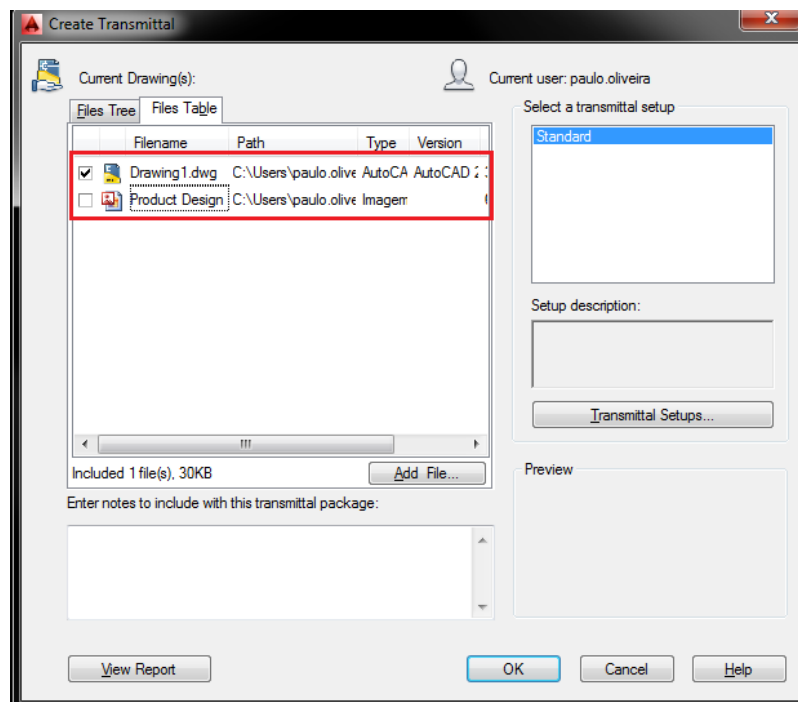 Create Transmittal
Current Drawing(s):
Current user: paulo.oliveira
Files Tree
Files Table
Filename Path Type Version
Drawing1.dwg C:\Users\paulo.olive AutoCA AutoCAD 2
Product Design C:\Users\paulo.olive Imagem
Included 1 file(s), 30KB
Add File...
Enter notes to include with this transmittal package:
Select a transmittal setup
Standard
Setup description:
Transmittal Setups...
Preview
View Report
OK
Cancel
Help